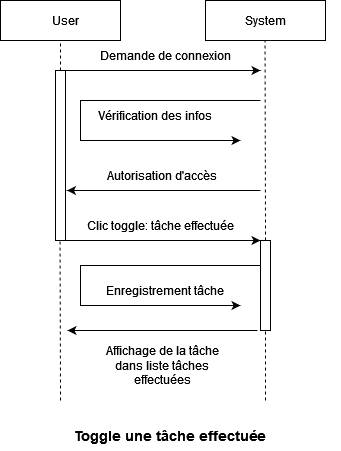 User
System
Demande de connexion
Vérification des infos
Autorisation d'accès
Clic toggle: tâche effectuée
Enregistrement tâche
Affichage de la tâche
dans liste tâches
effectuées
Toggle une tâche effectuée